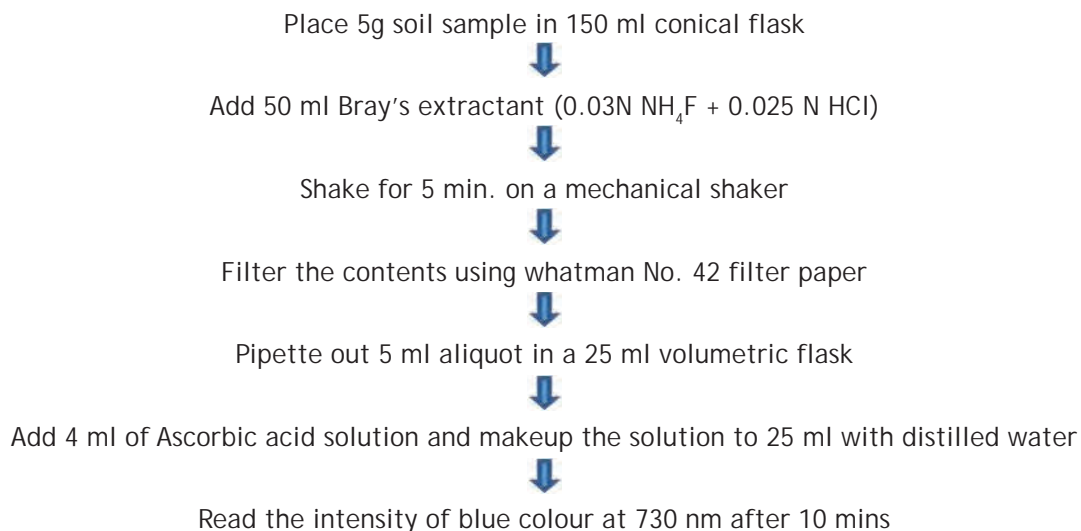 Place 5g soil sample in 150 ml conical flask
Add 50 ml Bray's extractant (0.03N NH₄F + 0.025 N HCl)
Shake for 5 min. on a mechanical shaker
Filter the contents using whatman No. 42 filter paper
Pipette out 5 ml aliquot in a 25 ml volumetric flask
Add 4 ml of Ascorbic acid solution and makeup the solution to 25 ml with distilled water
Read the intensity of blue colour at 730 nm after 10 mins